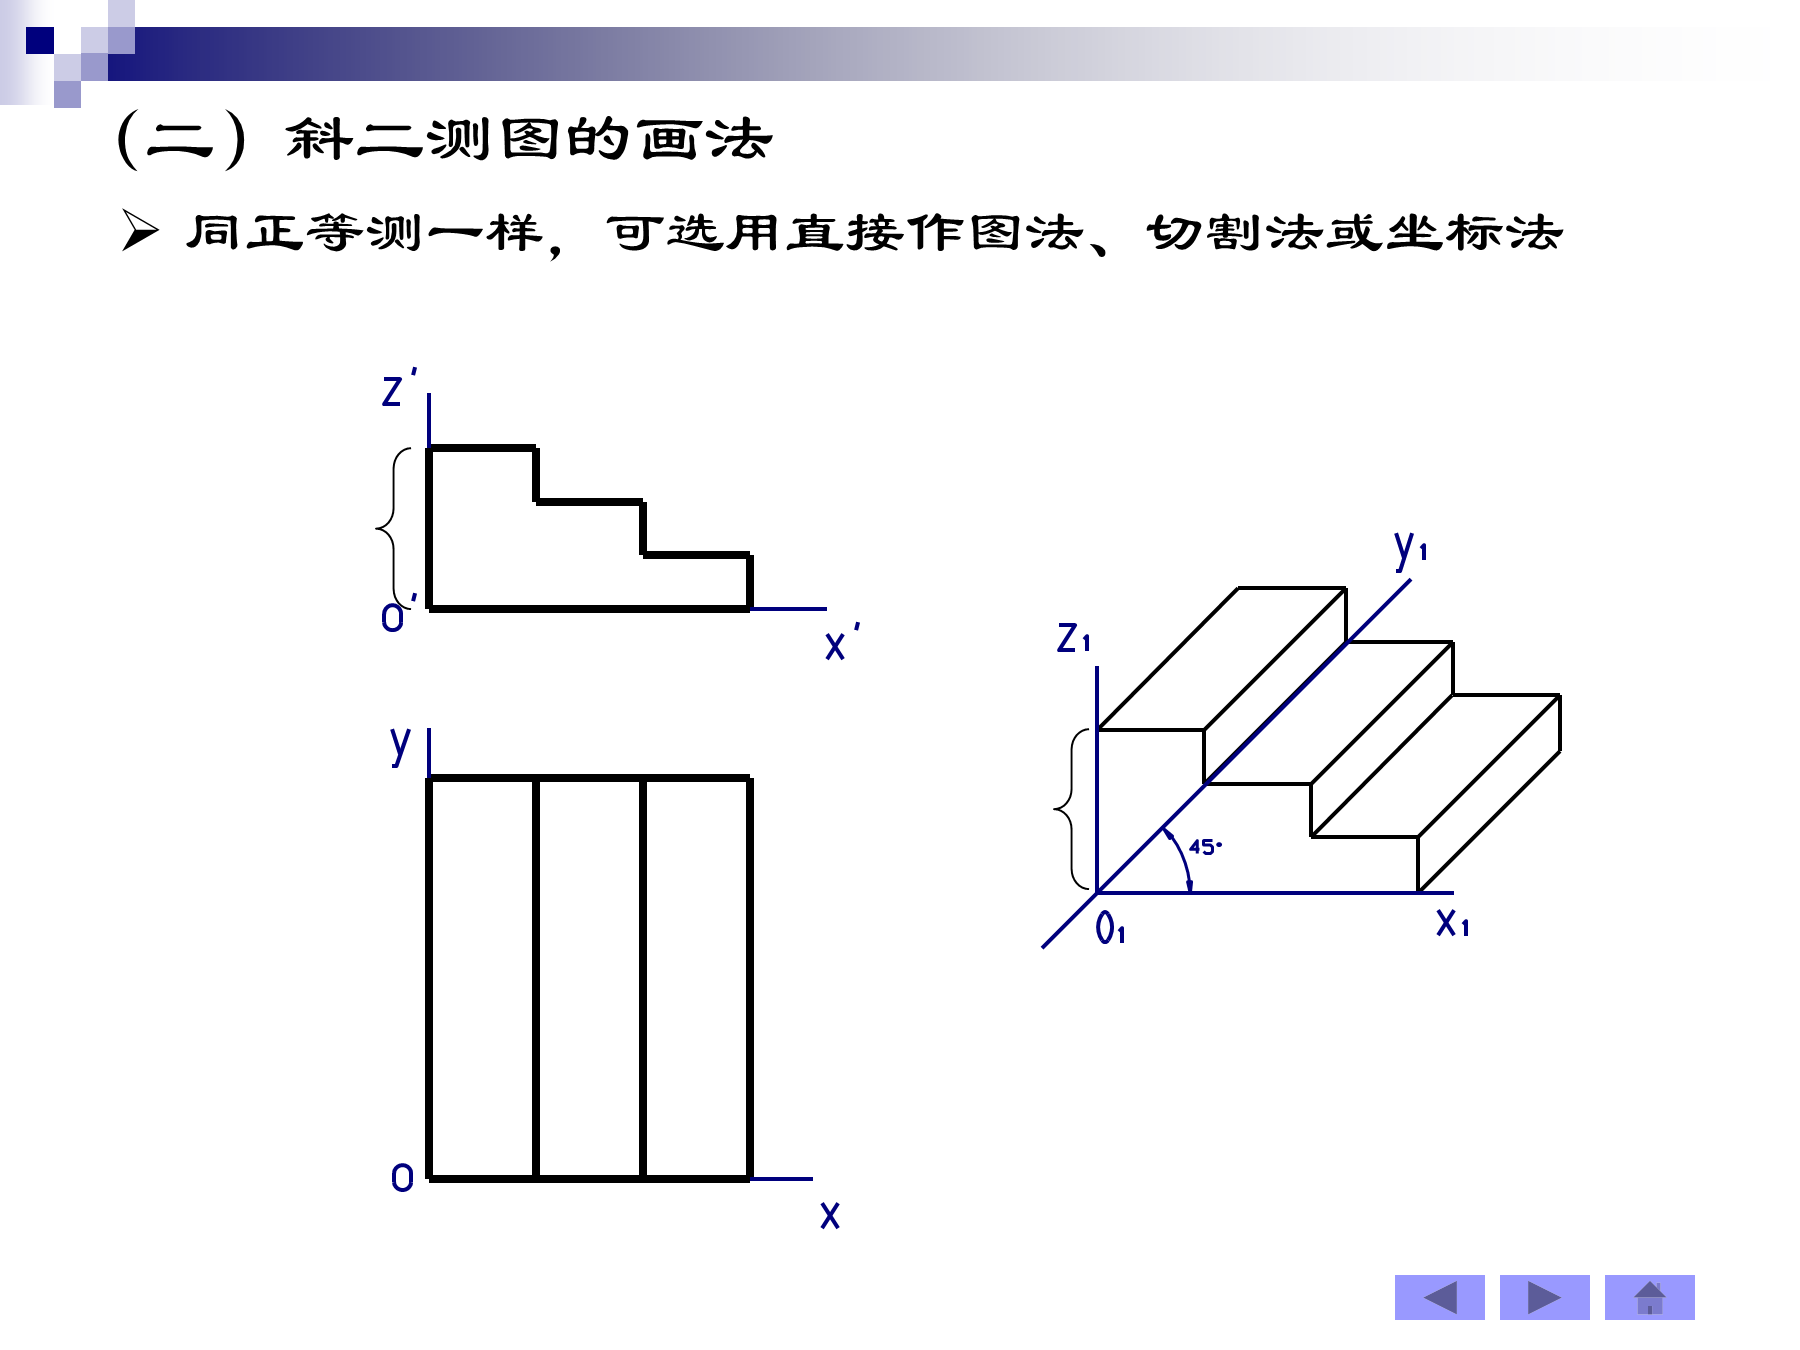 (二) 斜二测图的画法
➢ 同正等测一样，可选用直接作图法、切割法或坐标法
z'
o'
x'
y
o
x
y₁
z₁
45°
0₁
x₁